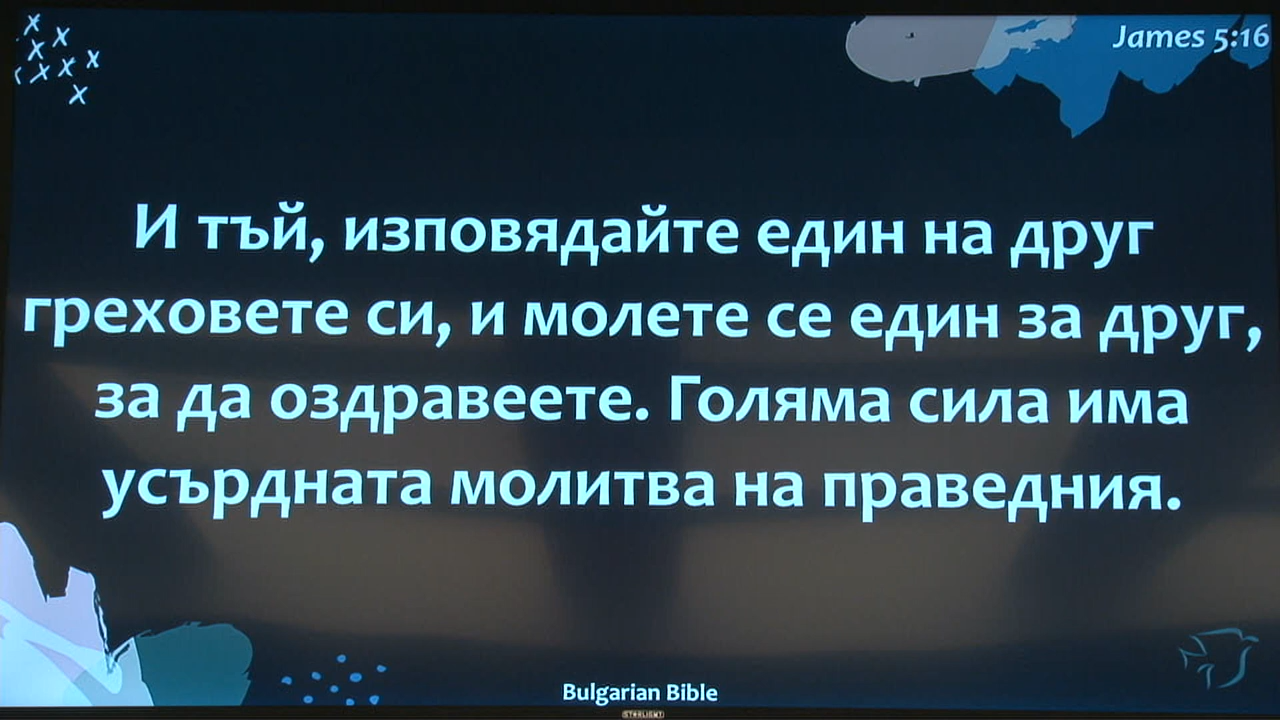 James 5:16
И тъй, изповядайте един на друг
греховете си, и молете се един за друг,
за да оздравеете. Голяма сила има
усърдната молитва на праведния.
Bulgarian Bible
STARLIGHT